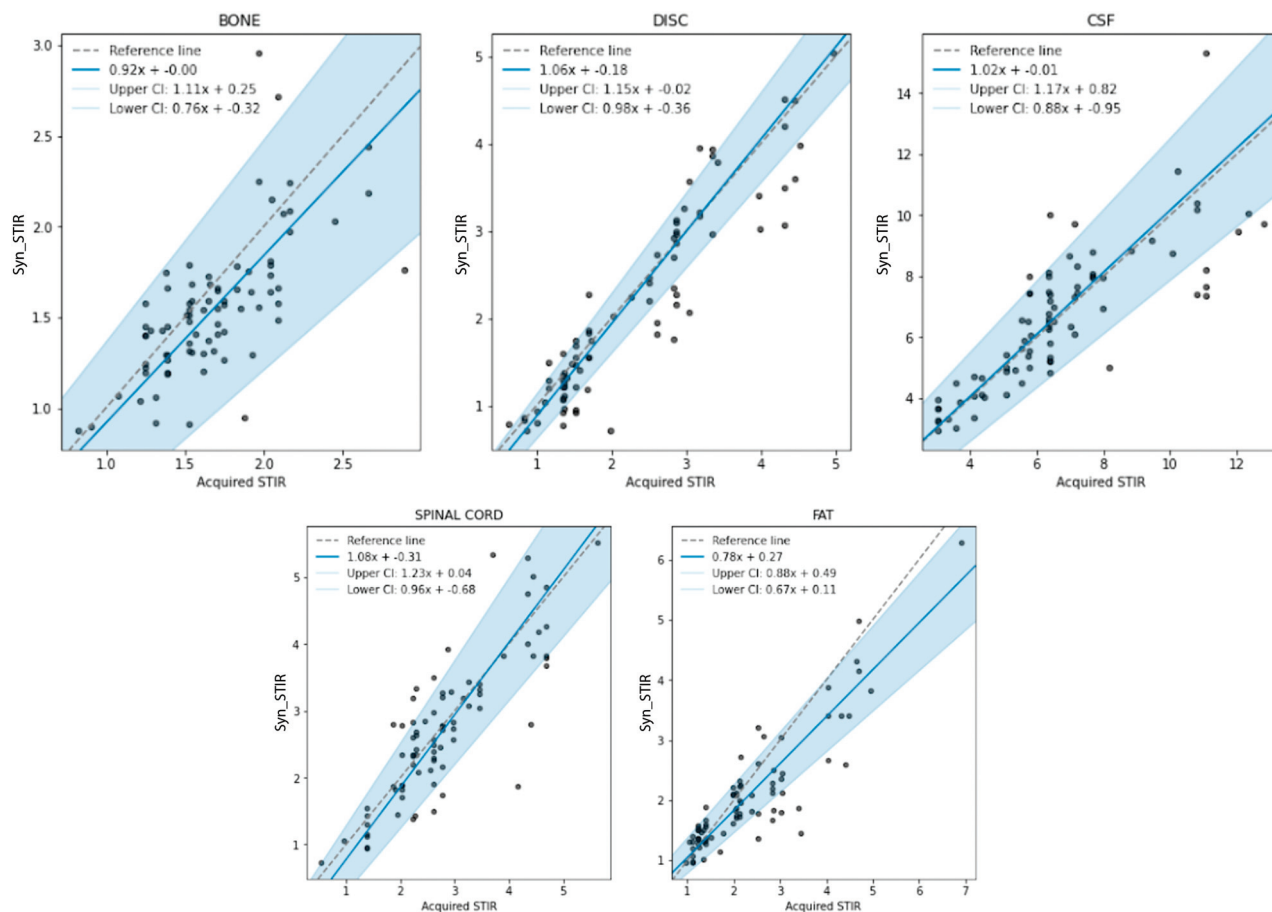 BONE
Reference line
0.92x + -0.00
Upper CI: 1.11x + 0.25
Lower CI: 0.76x + -0.32
3.0
2.5
2.0
1.5
1.0
Syn_STIR
1.0 1.5 2.0 2.5
Acquired STIR
DISC
Reference line
1.06x + -0.18
Upper CI: 1.15x + -0.02
Lower CI: 0.98x + -0.36
5
4
3
2
1
Syn_STIR
1 2 3 4 5
Acquired STIR
CSF
Reference line
1.02x + -0.01
Upper CI: 1.17x + 0.82
Lower CI: 0.88x + -0.95
14
12
10
8
6
4
Syn_STIR
4 6 8 10 12
Acquired STIR
SPINAL CORD
Reference line
1.08x + -0.31
Upper CI: 1.23x + 0.04
Lower CI: 0.96x + -0.68
5
4
3
2
1
Syn_STIR
1 2 3 4 5
Acquired STIR
FAT
Reference line
0.78x + 0.27
Upper CI: 0.88x + 0.49
Lower CI: 0.67x + 0.11
6
5
4
3
2
1
Syn_STIR
1 2 3 4 5 6 7
Acquired STIR